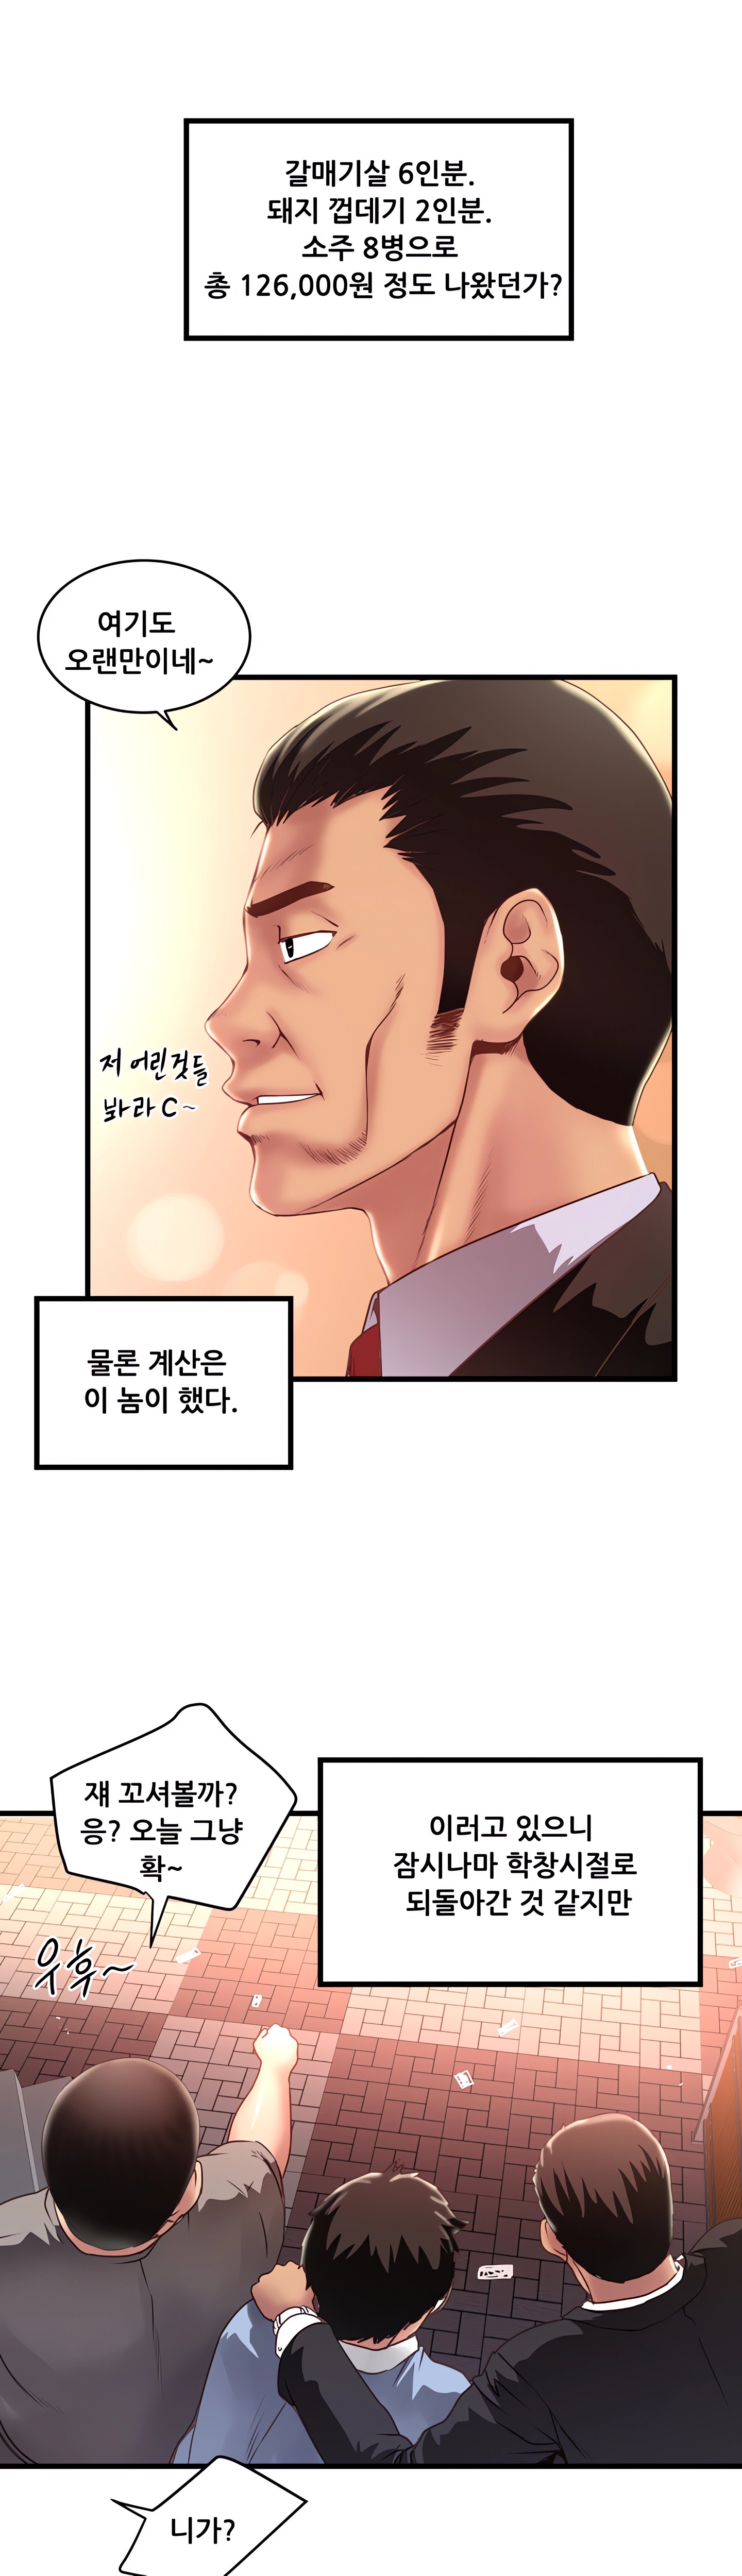 갈매기살 6인분.
돼지 껍데기 2인분.
소주 8병으로
총 126,000원 정도 나왔던가?
여기도
오랜만이네~
저 어린것들
봐라 C~
물론 계산은
이 놈이 했다.
쟤 꼬셔볼까?
응? 오늘 그냥
확~
이러고 있으니
잠시나마 학창시절로
되돌아간 것 같지만
우후~
니가?